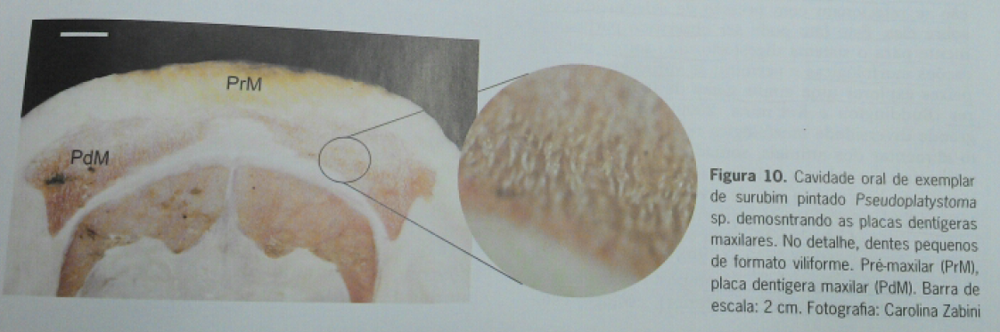 PrM
PdM
Figura 10. Cavidade oral de exemplar
de surubim pintado Pseudoplatystoma
sp. demosntrando as placas dentígeras
maxilares. No detalhe, dentes pequenos
de formato viliforme. Pré-maxilar (PrM),
placa dentígera maxilar (PdM). Barra de
escala: 2 cm. Fotografia: Carolina Zabini